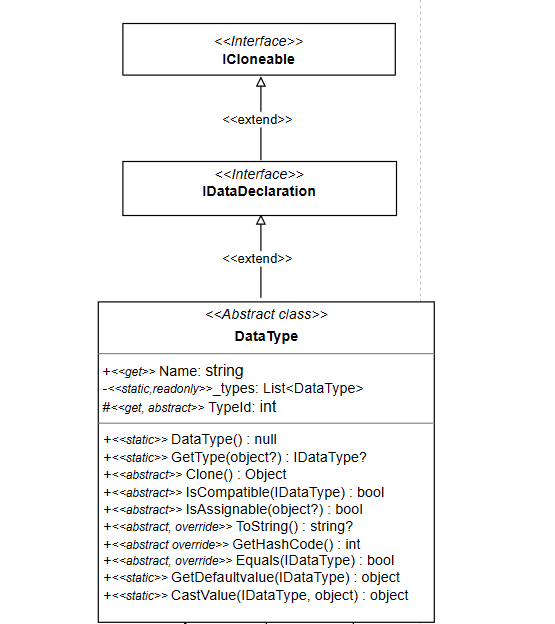 <<Interface>>
ICloneable
<<extend>>
<<Interface>>
IDataDeclaration
<<extend>>
<<Abstract class>>
DataType
+<<get>> Name: string
-<<static,readonly>>_types: List<DataType>
#<<get, abstract>> TypeId: int
+<<static>> DataType() : null
+<<static>> GetType(object?) : IDataType?
+<<abstract>> Clone() : Object
+<<abstract>> IsCompatible(IDataType) : bool
+<<abstract>> IsAssignable(object?) : bool
+<<abstract, override>> ToString() : string?
+<<abstract override>> GetHashCode() : int
+<<abstract, override>> Equals(IDataType) : bool
+<<static>> GetDefaultvalue(IDataType) : object
+<<static>> CastValue(IDataType, object) : object